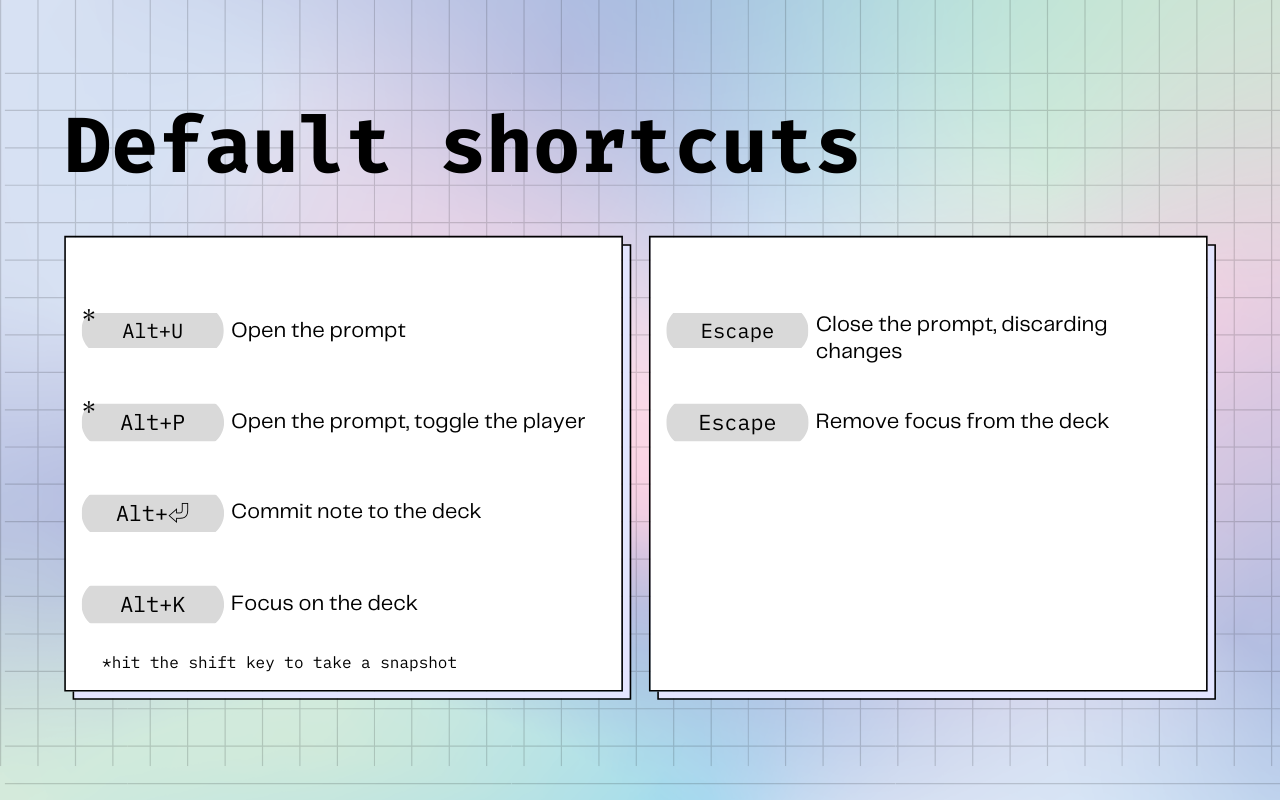 Default shortcuts
* Alt+U Open the prompt
* Alt+P Open the prompt, toggle the player
Alt+⏎ Commit note to the deck
Alt+K Focus on the deck
*hit the shift key to take a snapshot
Escape Close the prompt, discarding
changes
Escape Remove focus from the deck